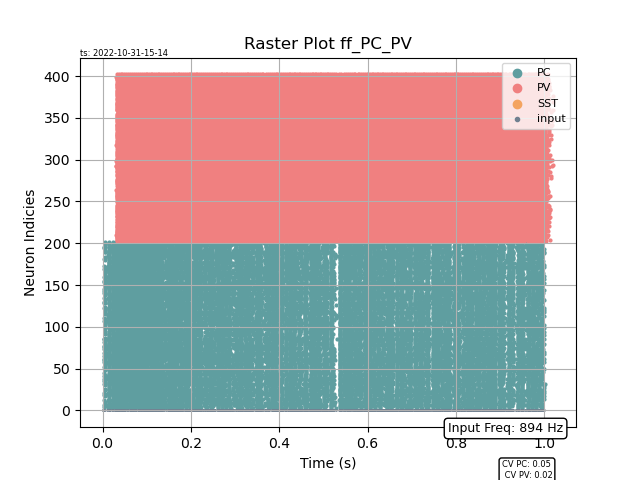 Raster Plot ff_PC_PV
ts: 2022-10-31-15-14
PC
PV
SST
input
400
350
300
250
200
150
100
50
0
Neuron Indicies
0.0 0.2 0.4 0.6 0.8 1.0
Input Freq: 894 Hz
Time (s)
CV PC: 0.05
CV PV: 0.02